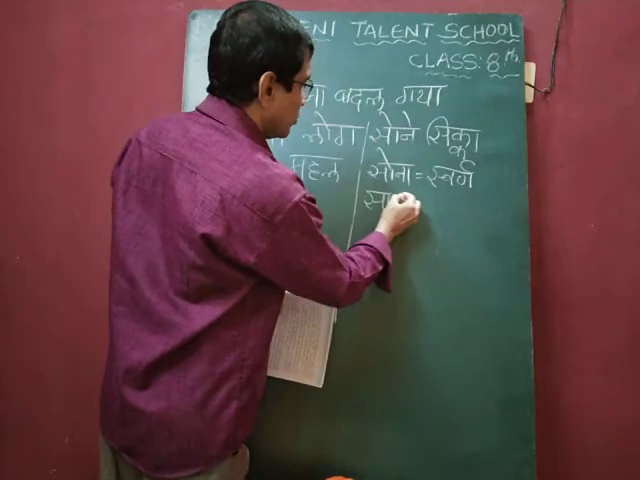 ENI TALENT SCHOOL
CLASS: 8th
बदल गया
लोग सोने
महल सोना = स्वर्ण
सा